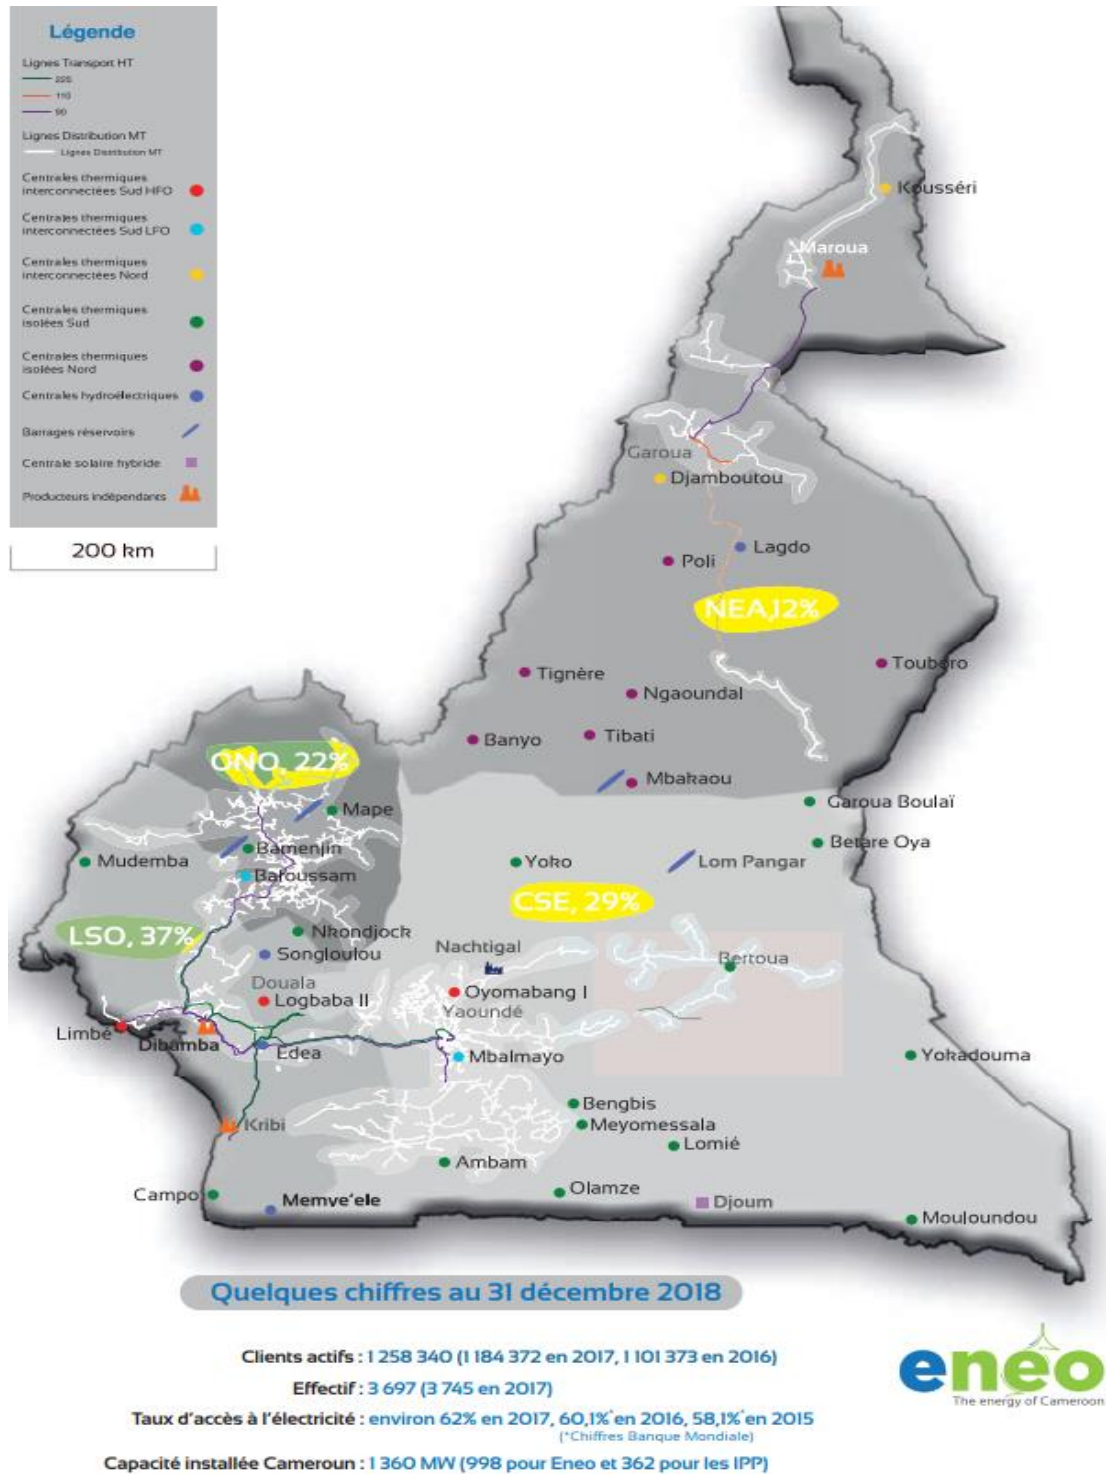 Légende
Lignes Transport HT
225
110
90
Lignes Distribution MT
Lignes Distribution MT
Centrales thermiques
interconnectées Sud HFO
Centrales thermiques
interconnectées Sud LFO
Centrales thermiques
interconnectées Nord
Centrales thermiques
isolées Sud
Centrales thermiques
isolées Nord
Centrales hydroélectriques
Barrages réservoirs
Centrale solaire hybride
Producteurs indépendants
200 km
Kousséri
Maroua
Garoua
Djamboutou
Lagdo
Poli
NEA,12%
Touboro
Tignère
Ngaoundal
Banyo
Tibati
ONO, 22%
Mbakaou
Garoua Boulaï
Mape
Betare Oya
Bamenjin
Mudemba
Yoko
Lom Pangar
Bafoussam
CSE, 29%
LSO, 37%
Nkondjock
Nachtigal
Songloulou
Bertoua
Douala
Oyomabang I
Logbaba II
Yaoundé
Limbé
Dibamba
Edea
Mbalmayo
Yokadouma
Bengbis
Kribi
Meyomessala
Lomié
Ambam
Campo
Olamze
Memve'ele
Djoum
Mouloundou
Quelques chiffres au 31 décembre 2018
Clients actifs : 1 258 340 (1 184 372 en 2017, 1 101 373 en 2016)
Effectif : 3 697 (3 745 en 2017)
Taux d'accès à l'électricité : environ 62% en 2017, 60,1%* en 2016, 58,1%* en 2015
(*Chiffres Banque Mondiale)
Capacité installée Cameroun : 1 360 MW (998 pour Eneo et 362 pour les IPP)
eneo
The energy of Cameroon